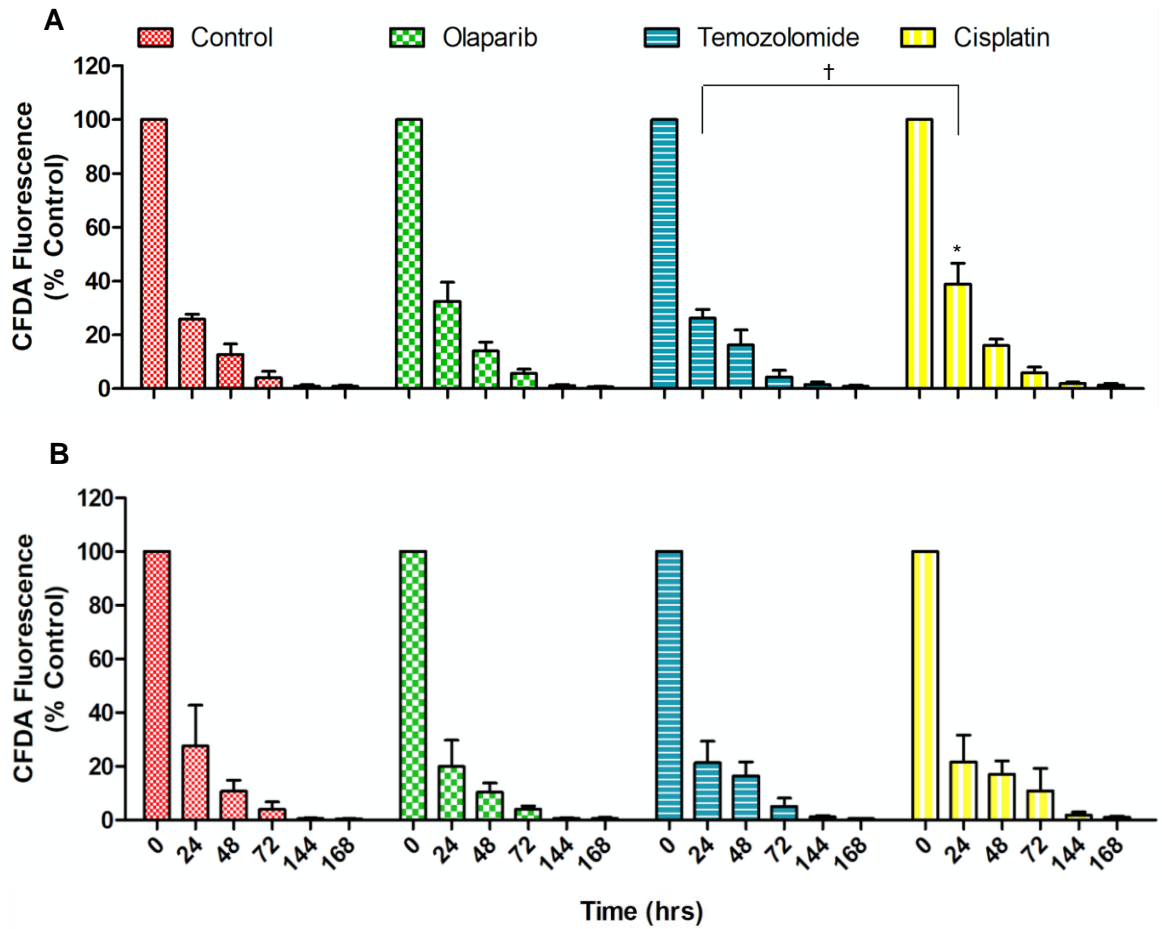 A
Control Olaparib Temozolomide Cisplatin
120
100
80
60
40
20
0
CFDA Fluorescence
(% Control)
†
*
B
120
100
80
60
40
20
0
CFDA Fluorescence
(% Control)
0 24 48 72 144 168 0 24 48 72 144 168 0 24 48 72 144 168 0 24 48 72 144 168
Time (hrs)